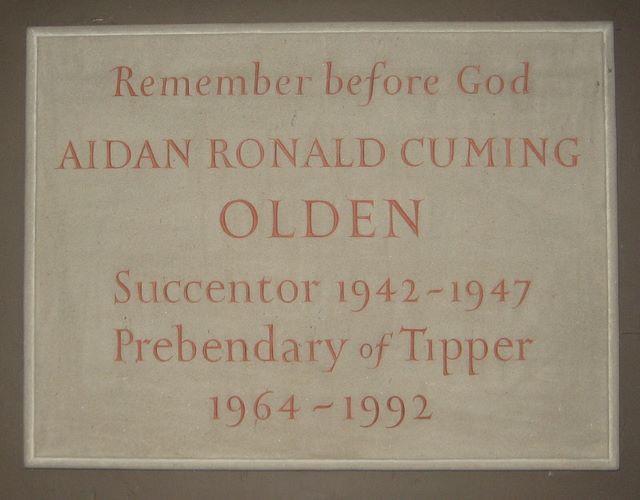 Remember before God
AIDAN RONALD CUMING
OLDEN
Succentor 1942-1947
Prebendary of Tipper
1964-1992